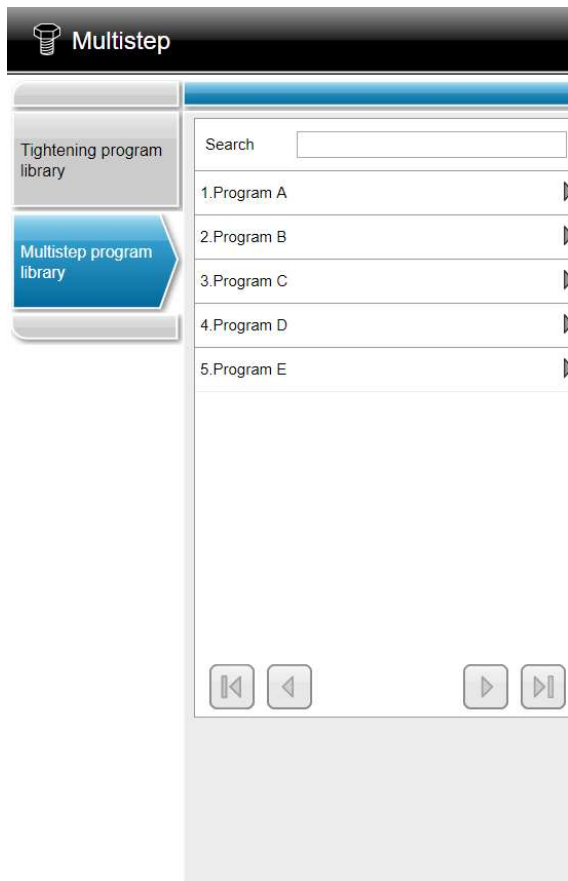 Multistep
Tightening program
library
Multistep program
library
Search
1.Program A
2.Program B
3.Program C
4.Program D
5.Program E